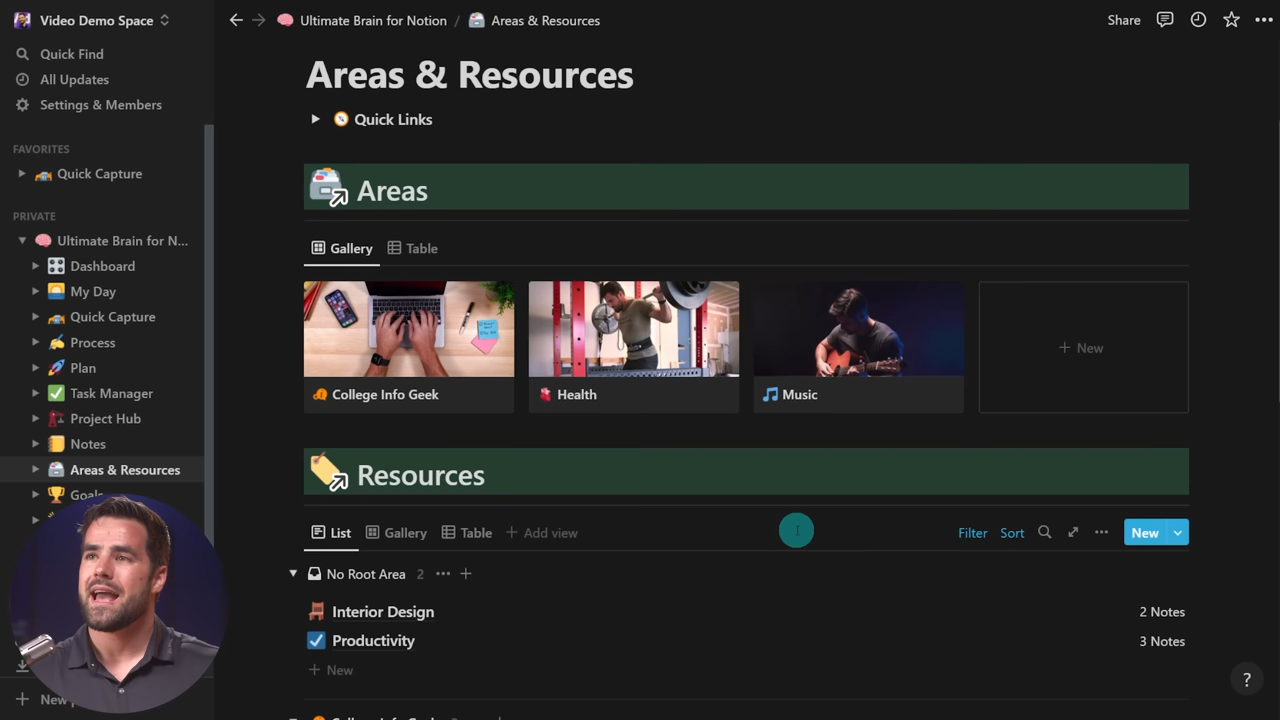 Video Demo Space
Ultimate Brain for Notion / Areas & Resources
Share
Quick Find
All Updates
Settings & Members
FAVORITES
Quick Capture
PRIVATE
Ultimate Brain for N...
Dashboard
My Day
Quick Capture
Process
Plan
Task Manager
Project Hub
Notes
Areas & Resources
Goals
New
Areas & Resources
Quick Links
Areas
Gallery Table
College Info Geek
Health
Music
+ New
Resources
List Gallery Table + Add view
Filter Sort New
No Root Area 2
Interior Design 2 Notes
Productivity 3 Notes
+ New
?